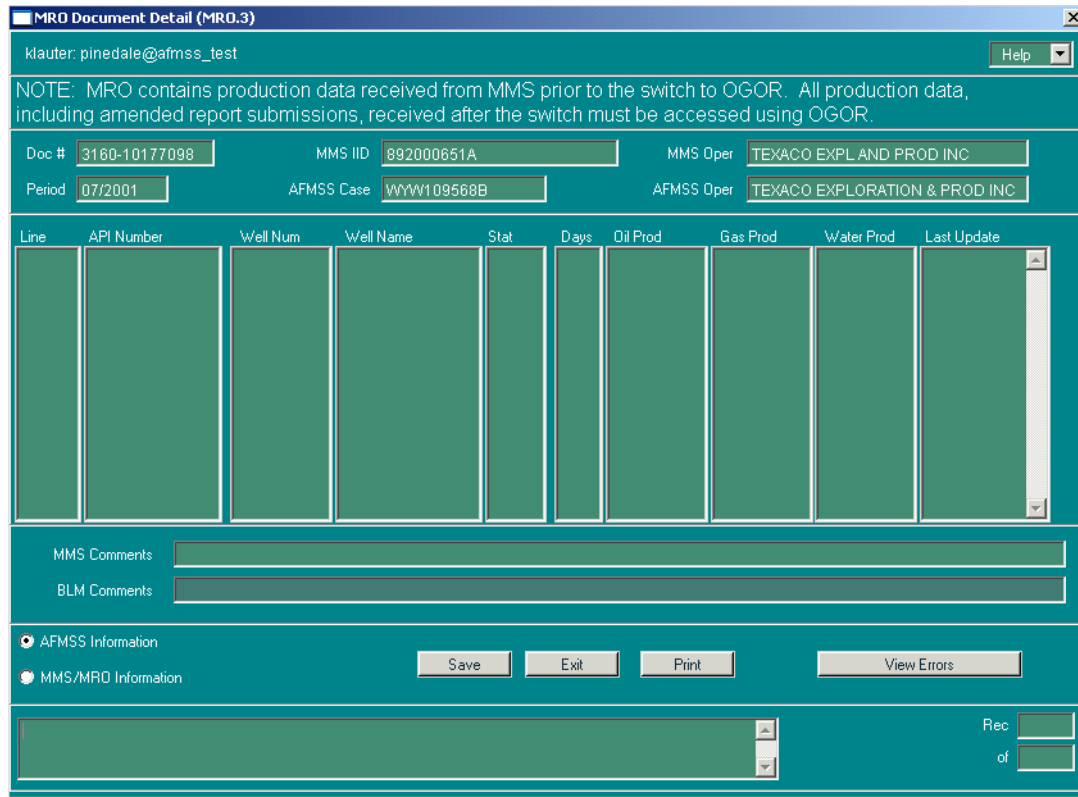 MRO Document Detail (MRO.3)
klauter: pinedale@afmss_test
Help
NOTE: MRO contains production data received from MMS prior to the switch to OGOR. All production data,
including amended report submissions, received after the switch must be accessed using OGOR.
Doc # 3160-10177098 MMS IID 892000651A MMS Oper TEXACO EXPL AND PROD INC
Period 07/2001 AFMSS Case WYW109568B AFMSS Oper TEXACO EXPLORATION & PROD INC
Line API Number Well Num Well Name Stat Days Oil Prod Gas Prod Water Prod Last Update
MMS Comments
BLM Comments
AFMSS Information
MMS/MRO Information
Save Exit Print View Errors
Rec
of